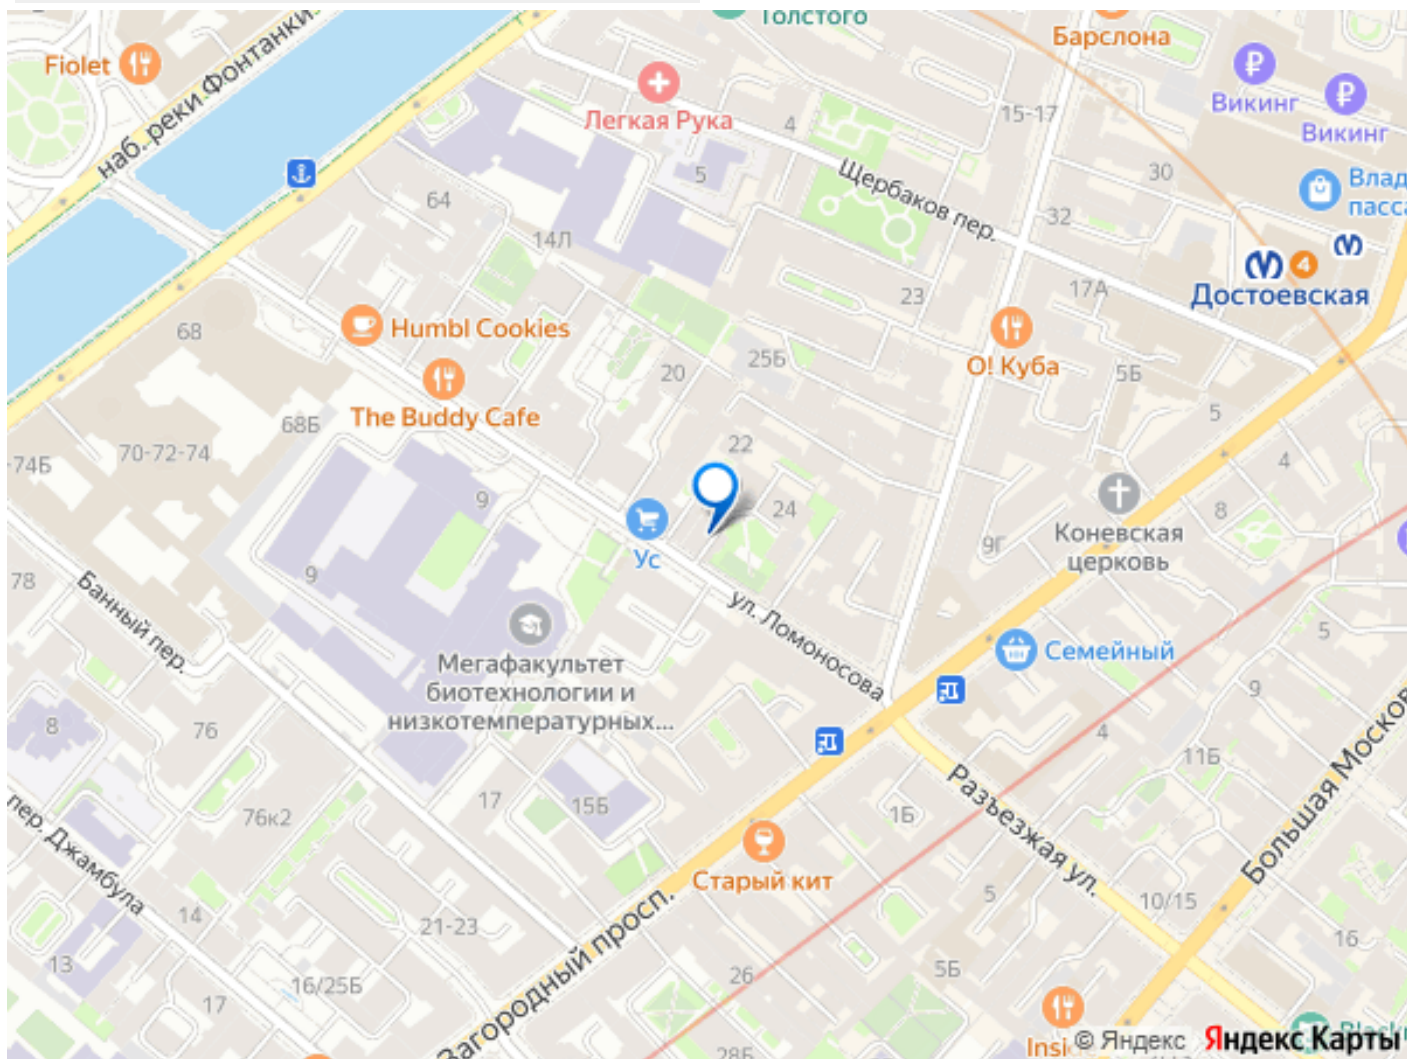 Толстого
Барслона
Fiolet
наб. реки Фонтанки
Викинг
Викинг
15-17
Легкая Рука
4
5
Щербаков пер.
30
Влад
пасса
32
64
14Л
4
Достоевская
17А
23
68
Humbl Cookies
О! Куба
25Б
20
5Б
The Buddy Cafe
5
68Б
70-72-74
-74Б
22
4
9
24
8
Ус
9Г
Коневская
церковь
78
9
Банный пер.
ул. Ломоносова
5
Семейный
Мегафакультет
биотехнологии и
низкотемпературных...
9
8
76
4
11Б
Большая Москов
Разъезжая ул.
17
15Б
1Б
76к2
пер. Джамбула
Старый кит
5
10/15
14
21-23
16
Загородный просп.
13
16/25Б
26
5Б
17
28Б
Insi
© Яндекс
Яндекс Карты